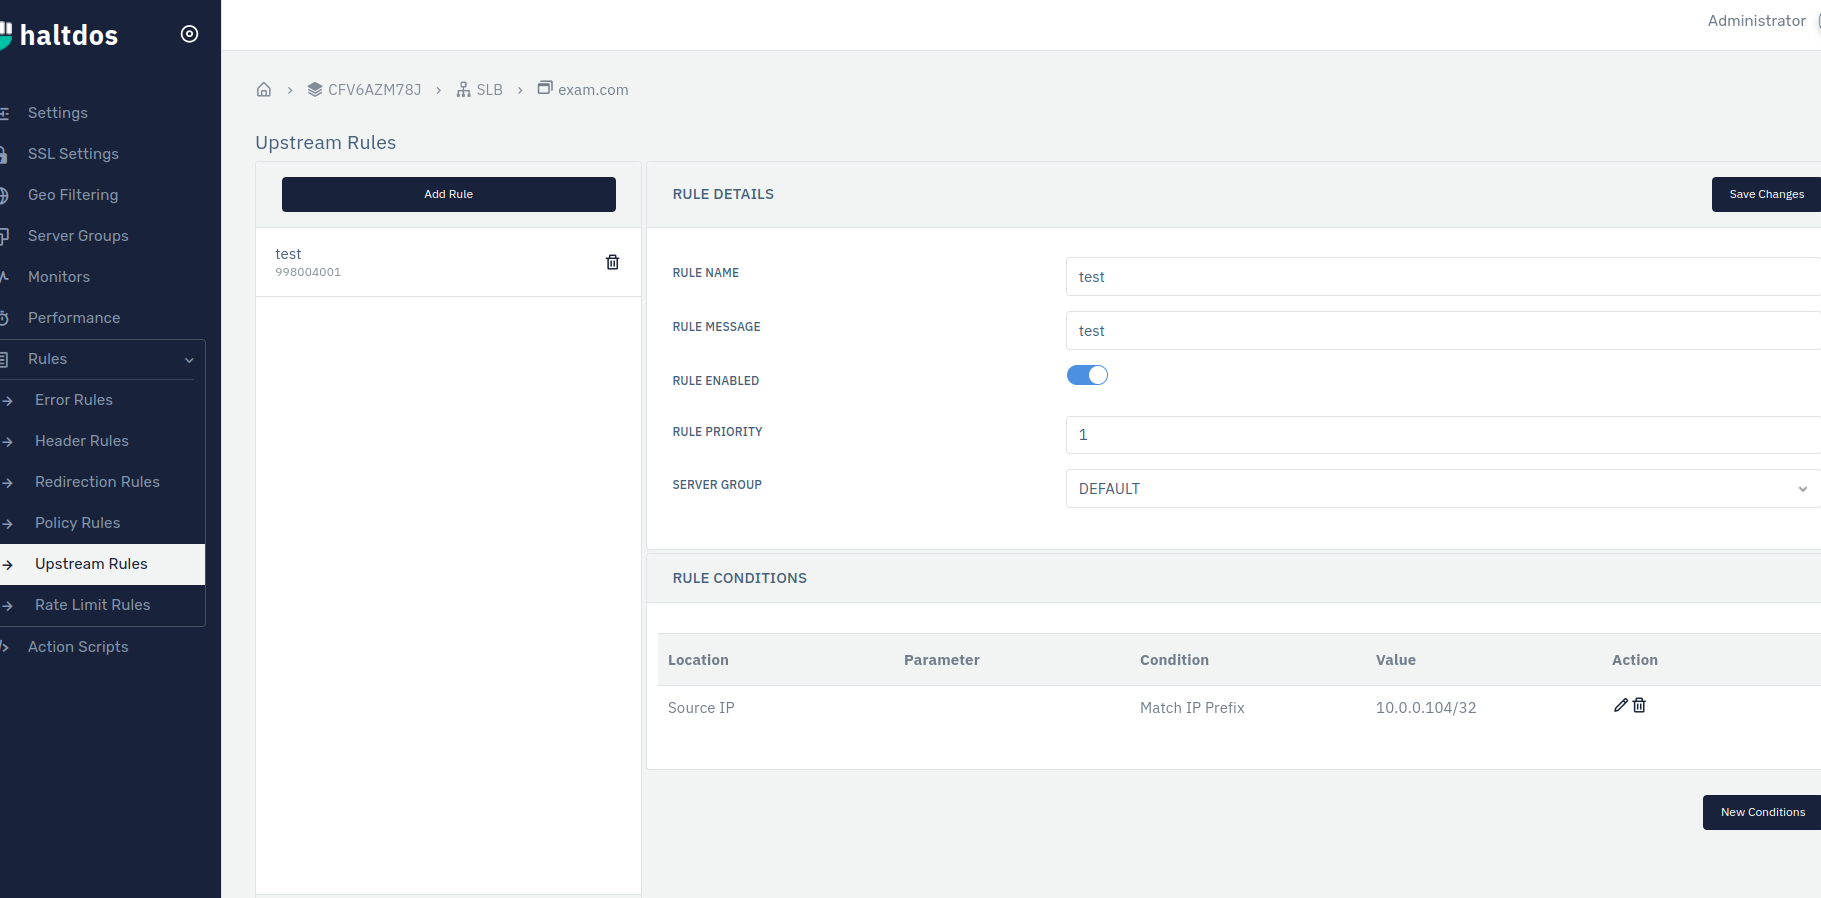 haltdos
Administrator
CFV6AZM78J
SLB
exam.com
Settings
SSL Settings
Geo Filtering
Server Groups
Monitors
Performance
Rules
Error Rules
Header Rules
Redirection Rules
Policy Rules
Upstream Rules
Rate Limit Rules
Action Scripts
Upstream Rules
Add Rule
test
998004001
RULE DETAILS
Save Changes
RULE NAME
test
RULE MESSAGE
test
RULE ENABLED
RULE PRIORITY
1
SERVER GROUP
DEFAULT
RULE CONDITIONS
Location Parameter Condition Value Action
Source IP Match IP Prefix 10.0.0.104/32
New Conditions